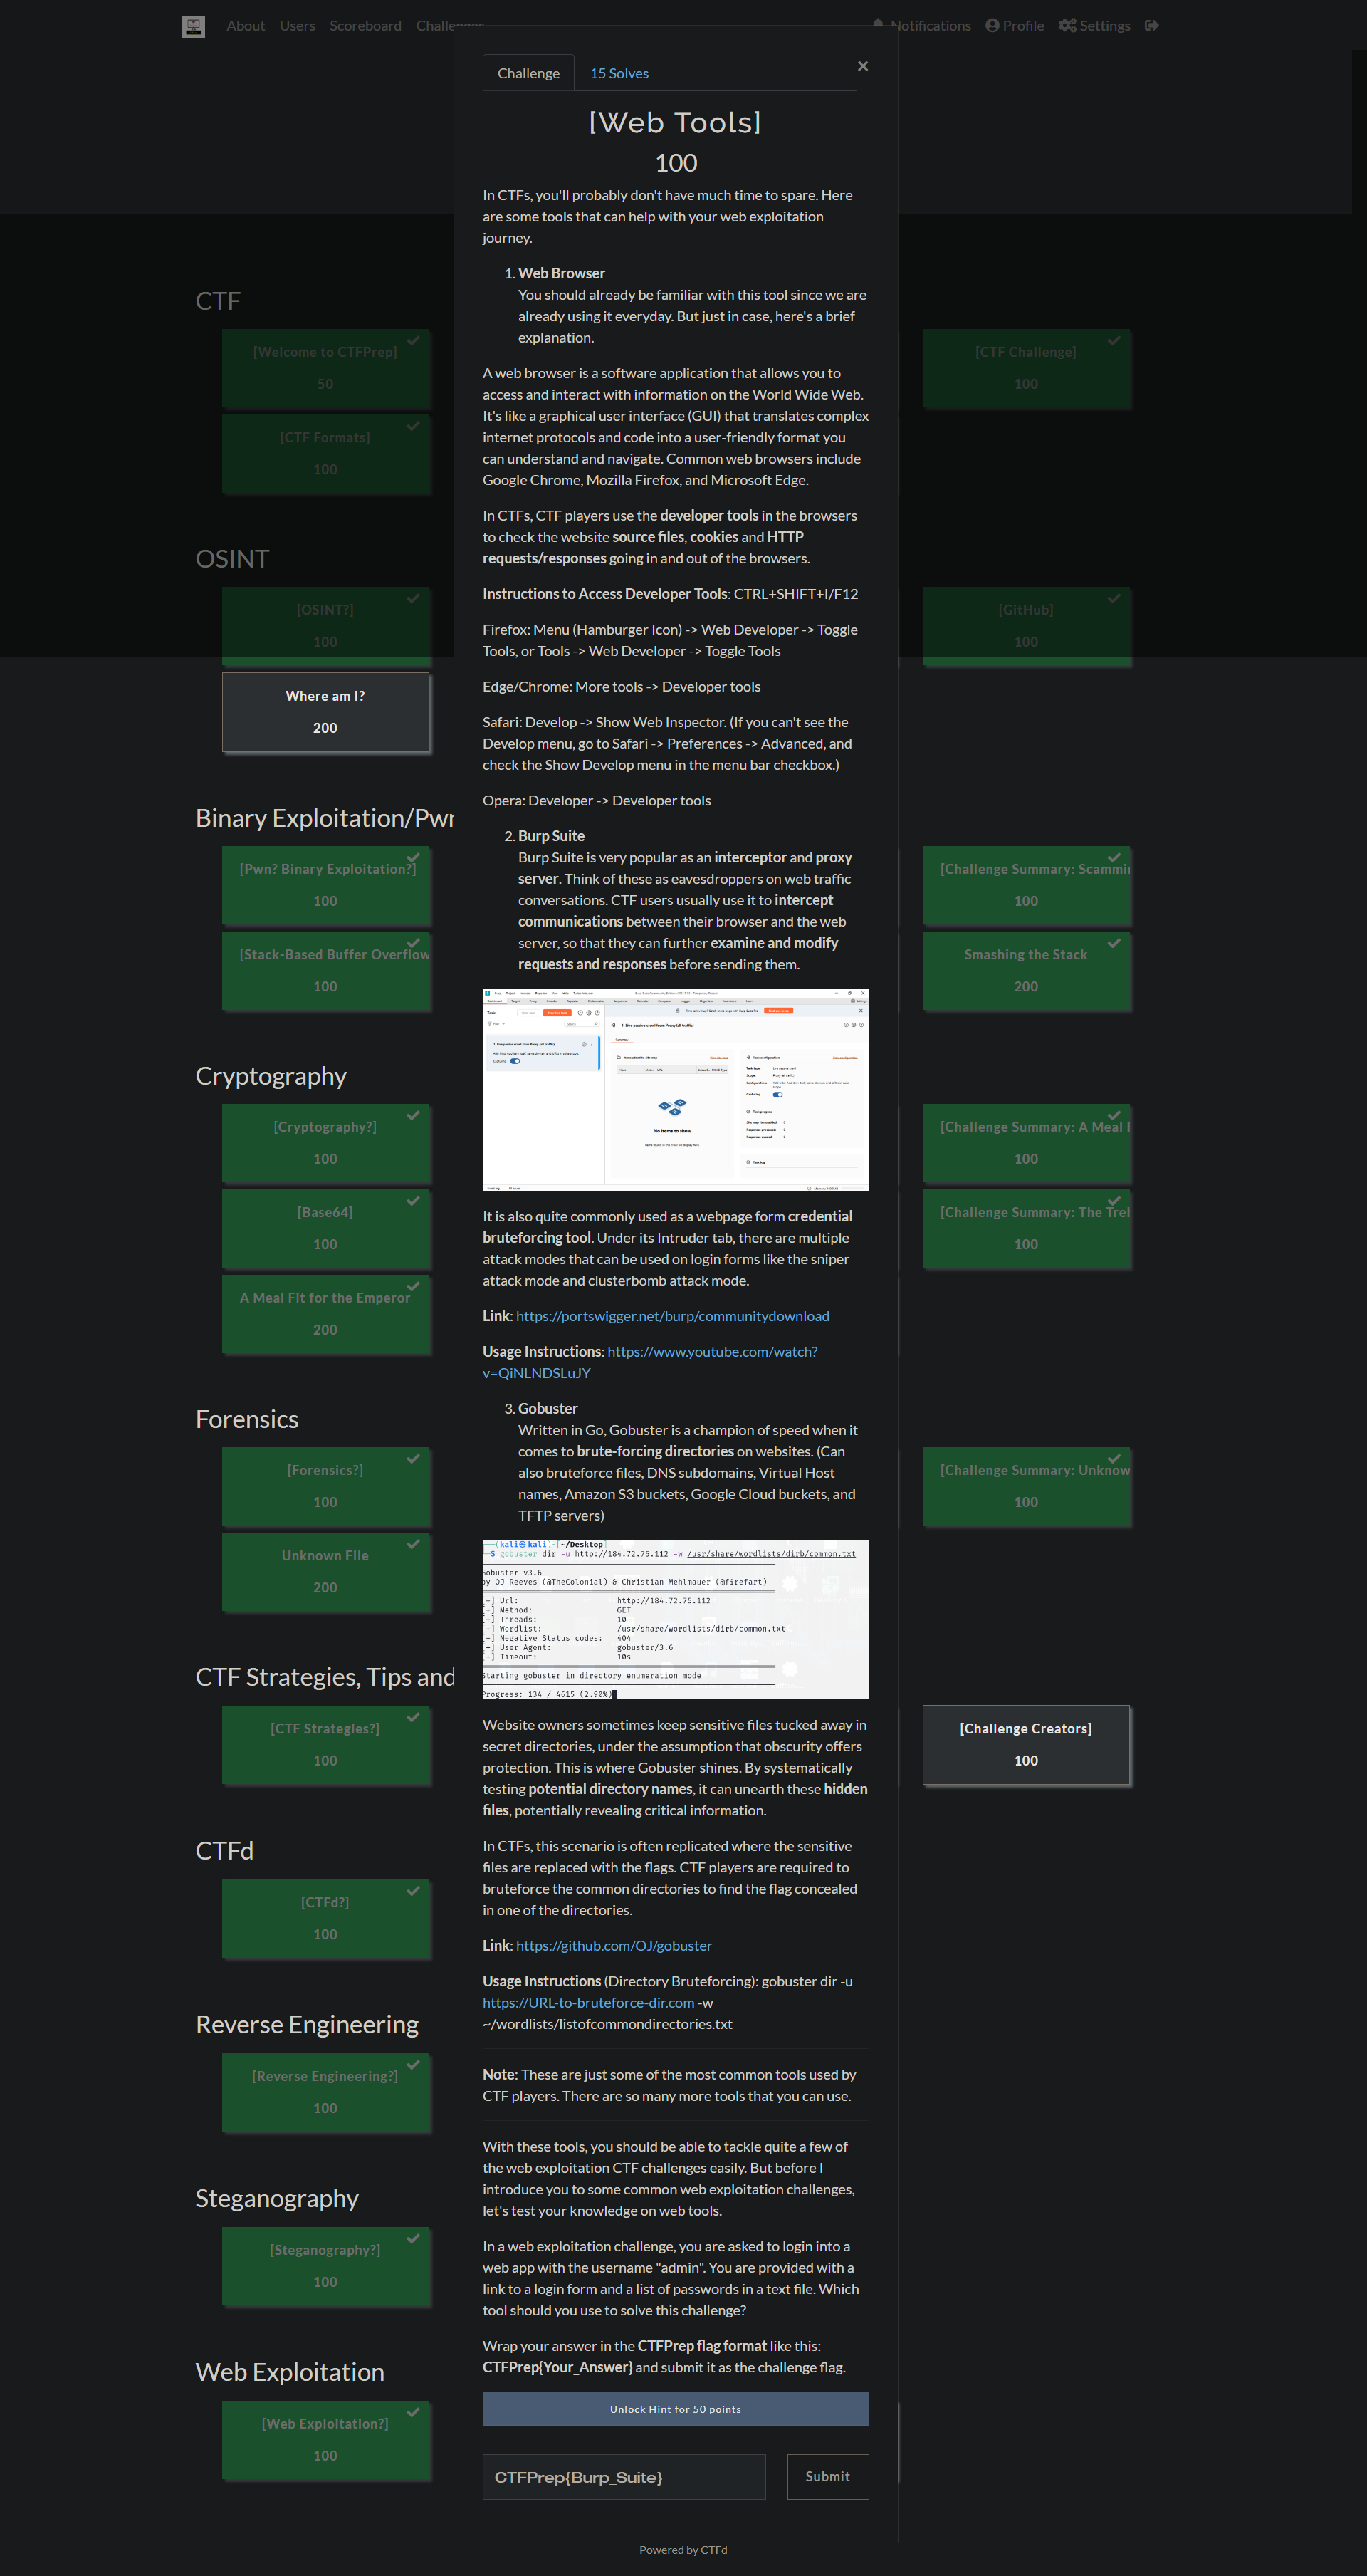 About Users Scoreboard Challenges Notifications Profile Settings
Challenge 15 Solves ×
[Web Tools]
100
In CTFs, you'll probably don't have much time to spare. Here
are some tools that can help with your web exploitation
journey.
1. Web Browser
You should already be familiar with this tool since we are
already using it everyday. But just in case, here's a brief
explanation.
A web browser is a software application that allows you to
access and interact with information on the World Wide Web.
It's like a graphical user interface (GUI) that translates complex
internet protocols and code into a user-friendly format you
can understand and navigate. Common web browsers include
Google Chrome, Mozilla Firefox, and Microsoft Edge.
In CTFs, CTF players use the developer tools in the browsers
to check the website source files, cookies and HTTP
requests/responses going in and out of the browsers.
Instructions to Access Developer Tools: CTRL+SHIFT+I/F12
Firefox: Menu (Hamburger Icon) -> Web Developer -> Toggle
Tools, or Tools -> Web Developer -> Toggle Tools
Edge/Chrome: More tools -> Developer tools
Safari: Develop -> Show Web Inspector. (If you can't see the
Develop menu, go to Safari -> Preferences -> Advanced, and
check the Show Develop menu in the menu bar checkbox.)
Opera: Developer -> Developer tools
2. Burp Suite
Burp Suite is very popular as an interceptor and proxy
server. Think of these as eavesdroppers on web traffic
conversations. CTF users usually use it to intercept
communications between their browser and the web
server, so that they can further examine and modify
requests and responses before sending them.
Tasks
1. Live passive crawl from Proxy (all traffic)
No items to show
It is also quite commonly used as a webpage form credential
bruteforcing tool. Under its Intruder tab, there are multiple
attack modes that can be used on login forms like the sniper
attack mode and clusterbomb attack mode.
Link: https://portswigger.net/burp/communitydownload
Usage Instructions: https://www.youtube.com/watch?
v=QiNLNDSLuJY
3. Gobuster
Written in Go, Gobuster is a champion of speed when it
comes to brute-forcing directories on websites. (Can
also bruteforce files, DNS subdomains, Virtual Host
names, Amazon S3 buckets, Google Cloud buckets, and
TFTP servers)
(kali㉿kali)-[~/Desktop]
$ gobuster dir -u http://184.72.75.112 -w /usr/share/wordlists/dirb/common.txt
Gobuster v3.6
by OJ Reeves (@TheColonial) & Christian Mehlmauer (@firefart)
[+] Url: http://184.72.75.112
[+] Method: GET
[+] Threads: 10
[+] Wordlist: /usr/share/wordlists/dirb/common.txt
[+] Negative Status codes: 404
[+] User Agent: gobuster/3.6
[+] Timeout: 10s
Starting gobuster in directory enumeration mode
Progress: 134 / 4615 (2.90%)
Website owners sometimes keep sensitive files tucked away in
secret directories, under the assumption that obscurity offers
protection. This is where Gobuster shines. By systematically
testing potential directory names, it can unearth these hidden
files, potentially revealing critical information.
In CTFs, this scenario is often replicated where the sensitive
files are replaced with the flags. CTF players are required to
bruteforce the common directories to find the flag concealed
in one of the directories.
Link: https://github.com/OJ/gobuster
Usage Instructions (Directory Bruteforcing): gobuster dir -u
https://URL-to-bruteforce-dir.com -w
~/wordlists/listofcommondirectories.txt
Note: These are just some of the most common tools used by
CTF players. There are so many more tools that you can use.
With these tools, you should be able to tackle quite a few of
the web exploitation CTF challenges easily. But before I
introduce you to some common web exploitation challenges,
let's test your knowledge on web tools.
In a web exploitation challenge, you are asked to login into a
web app with the username "admin". You are provided with a
link to a login form and a list of passwords in a text file. Which
tool should you use to solve this challenge?
Wrap your answer in the CTFPrep flag format like this:
CTFPrep{Your_Answer} and submit it as the challenge flag.
Unlock Hint for 50 points
CTFPrep{Burp_Suite} Submit
CTF
[Welcome to CTFPrep]
50
[CTF Challenge]
100
[CTF Formats]
100
OSINT
[OSINT?]
100
[GitHub]
100
Where am I?
200
Binary Exploitation/Pwn
[Pwn? Binary Exploitation?]
100
[Challenge Summary: Scammin
100
[Stack-Based Buffer Overflow
100
Smashing the Stack
200
Cryptography
[Cryptography?]
100
[Challenge Summary: A Meal F
100
[Base64]
100
[Challenge Summary: The Trel
100
A Meal Fit for the Emperor
200
Forensics
[Forensics?]
100
[Challenge Summary: Unknow
100
Unknown File
200
CTF Strategies, Tips and
[CTF Strategies?]
100
[Challenge Creators]
100
CTFd
[CTFd?]
100
Reverse Engineering
[Reverse Engineering?]
100
Steganography
[Steganography?]
100
Web Exploitation
[Web Exploitation?]
100
Powered by CTFd